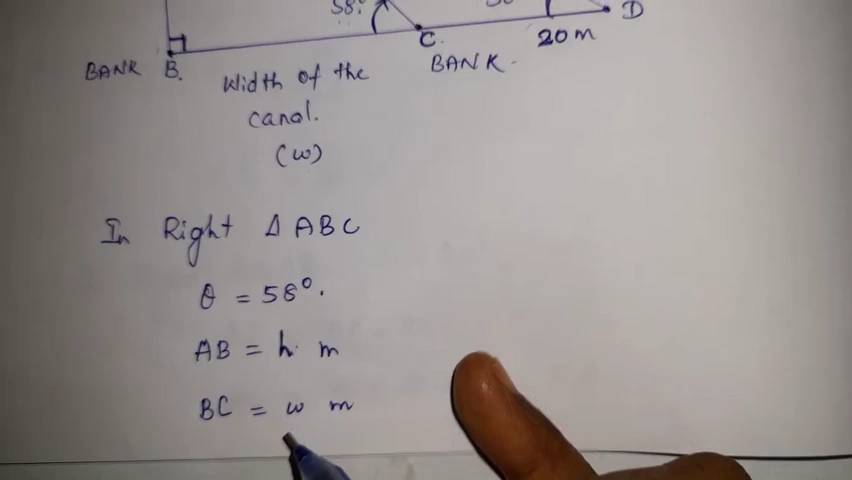 58°
C.
D
20 m
BANK B.
BANK.
Width of the
canal.
(w)
In Right Δ ABC
θ = 58°.
AB = h m
BC = w m